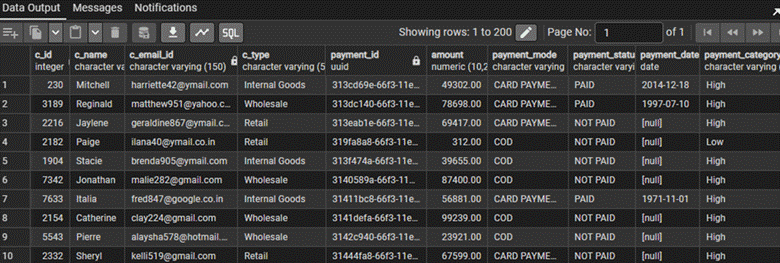 Data Output Messages Notifications
SQL Showing rows: 1 to 200 Page No: 1 of 1
c_id c_name c_email_id c_type payment_id amount payment_mode payment_statu payment_date payment_category
integer character va character varying (150) character varying (5 uuid numeric (10,2 character varying character varyi date character varying
1 230 Mitchell harriette42@ymail.com Internal Goods 313cd69e-66f3-11e... 49302.00 CARD PAYME... PAID 2014-12-18 High
2 3189 Reginald matthew951@yahoo.c... Wholesale 313dc140-66f3-11e... 78698.00 CARD PAYME... PAID 1997-07-10 High
3 2216 Jaylene geraldine867@ymail.c... Retail 313eab1e-66f3-11e... 69417.00 CARD PAYME... NOT PAID [null] High
4 2182 Paige ilana40@ymail.co.in Retail 319fa8a8-66f3-11e... 312.00 COD NOT PAID [null] Low
5 1904 Stacie brenda905@ymail.com Internal Goods 313f474a-66f3-11e... 39655.00 COD NOT PAID [null] High
6 7342 Jonathan malie282@gmail.com Wholesale 3140589a-66f3-11e... 87400.00 COD NOT PAID [null] High
7 7633 Italia fred847@google.co.in Internal Goods 31411bc8-66f3-11e... 56881.00 CARD PAYME... PAID 1971-11-01 High
8 2154 Catherine clay224@gmail.com Wholesale 3141defa-66f3-11e... 99239.00 COD NOT PAID [null] High
9 5543 Pierre alaysha578@hotmail.... Wholesale 3142c940-66f3-11e... 23921.00 COD NOT PAID [null] High
10 2332 Sheryl kelli519@gmail.com Retail 31444fa8-66f3-11e... 67599.00 CARD PAYME... NOT PAID [null] High